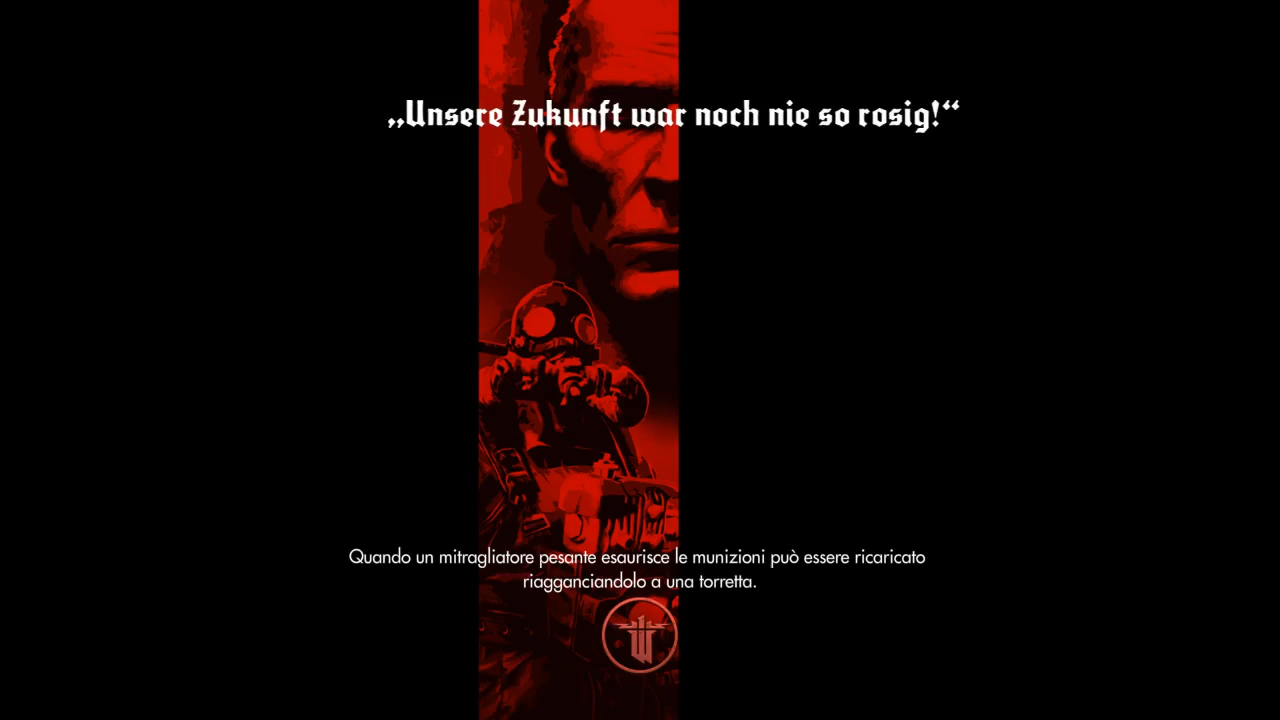 „Unsere Zukunft war noch nie so rosig!“
Quando un mitragliatore pesante esaurisce le munizioni può essere ricaricato
riagganciandolo a una torretta.